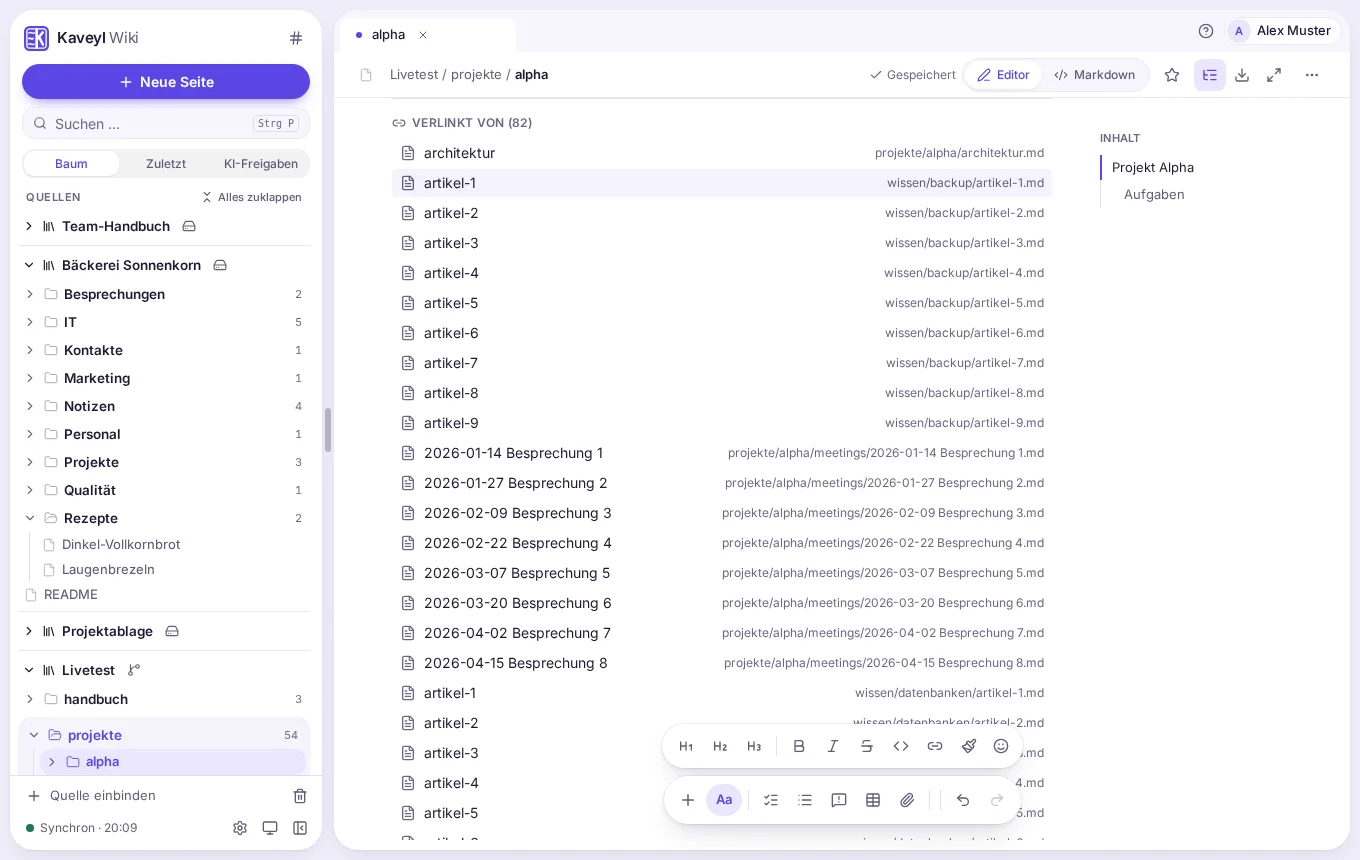 Kaveyl Wiki
Neue Seite
Suchen ... Strg P
Baum Zuletzt KI-Freigaben
QUELLEN Alles zuklappen
Team-Handbuch
Bäckerei Sonnenkorn
Besprechungen 2
IT 5
Kontakte 1
Marketing 1
Notizen 4
Personal 1
Projekte 3
Qualität 1
Rezepte 2
Dinkel-Vollkornbrot
Laugenbrezeln
README
Projektablage
Livetest
handbuch 3
projekte 54
alpha
Quelle einbinden
Synchron · 20:09
alpha
A Alex Muster
Livetest / projekte / alpha
Gespeichert Editor Markdown
VERLINKT VON (82)
architektur projekte/alpha/architektur.md
artikel-1 wissen/backup/artikel-1.md
artikel-2 wissen/backup/artikel-2.md
artikel-3 wissen/backup/artikel-3.md
artikel-4 wissen/backup/artikel-4.md
artikel-5 wissen/backup/artikel-5.md
artikel-6 wissen/backup/artikel-6.md
artikel-7 wissen/backup/artikel-7.md
artikel-8 wissen/backup/artikel-8.md
artikel-9 wissen/backup/artikel-9.md
2026-01-14 Besprechung 1 projekte/alpha/meetings/2026-01-14 Besprechung 1.md
2026-01-27 Besprechung 2 projekte/alpha/meetings/2026-01-27 Besprechung 2.md
2026-02-09 Besprechung 3 projekte/alpha/meetings/2026-02-09 Besprechung 3.md
2026-02-22 Besprechung 4 projekte/alpha/meetings/2026-02-22 Besprechung 4.md
2026-03-07 Besprechung 5 projekte/alpha/meetings/2026-03-07 Besprechung 5.md
2026-03-20 Besprechung 6 projekte/alpha/meetings/2026-03-20 Besprechung 6.md
2026-04-02 Besprechung 7 projekte/alpha/meetings/2026-04-02 Besprechung 7.md
2026-04-15 Besprechung 8 projekte/alpha/meetings/2026-04-15 Besprechung 8.md
artikel-1 wissen/datenbanken/artikel-1.md
artikel-2 wissen/datenbanken/artikel-2.md
artikel-3
artikel-4 4.md
artikel-5 5.md
H1 H2 H3
Aa
INHALT
Projekt Alpha
Aufgaben